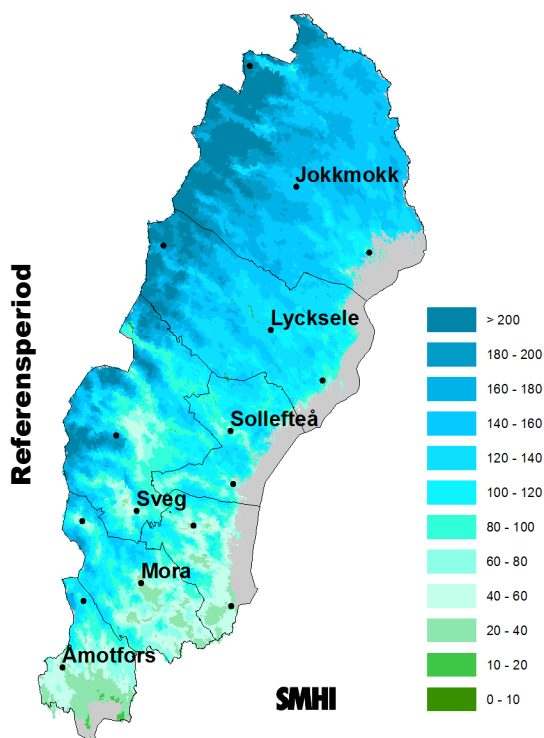 Jokkmokk
Referensperiod
Lycksele
Sollefteå
Sveg
Mora
Åmotfors
SMHI
> 200
180 - 200
160 - 180
140 - 160
120 - 140
100 - 120
80 - 100
60 - 80
40 - 60
20 - 40
10 - 20
0 - 10